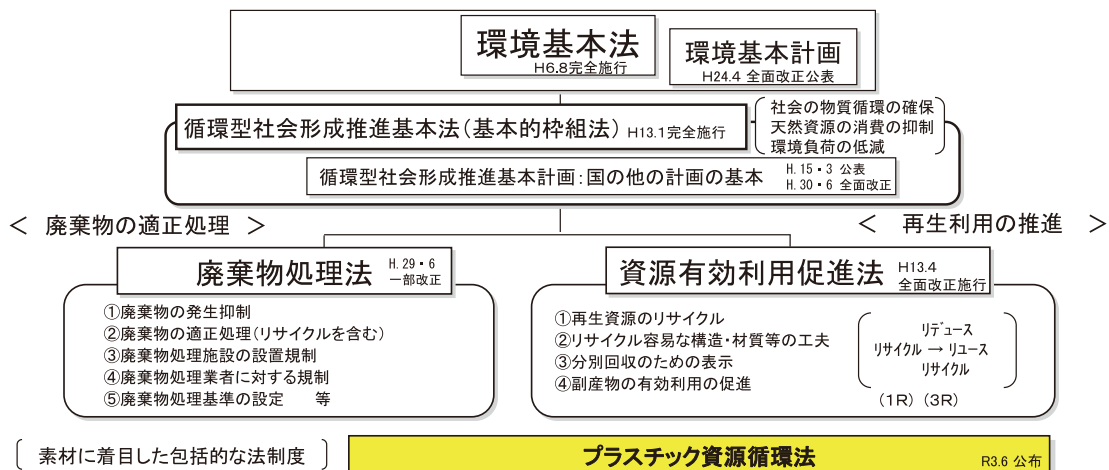 環境基本法
H6.8完全施行
環境基本計画
H24.4 全面改正公表
循環型社会形成推進基本法(基本的枠組法) H13.1完全施行
社会の物質循環の確保
天然資源の消費の抑制
環境負荷の低減
循環型社会形成推進基本計画:国の他の計画の基本
H.15・3 公表
H.30・6 全面改正
< 廃棄物の適正処理 >
< 再生利用の推進 >
廃棄物処理法
H.29・6
一部改正
①廃棄物の発生抑制
②廃棄物の適正処理(リサイクルを含む)
③廃棄物処理施設の設置規制
④廃棄物処理業者に対する規制
⑤廃棄物処理基準の設定 等
資源有効利用促進法
H13.4
全面改正施行
①再生資源のリサイクル
②リサイクル容易な構造・材質等の工夫
③分別回収のための表示
④副産物の有効利用の促進
リデュース
リサイクル → リユース
リサイクル
(1R) (3R)
〔 素材に着目した包括的な法制度 〕
プラスチック資源循環法
R3.6 公布